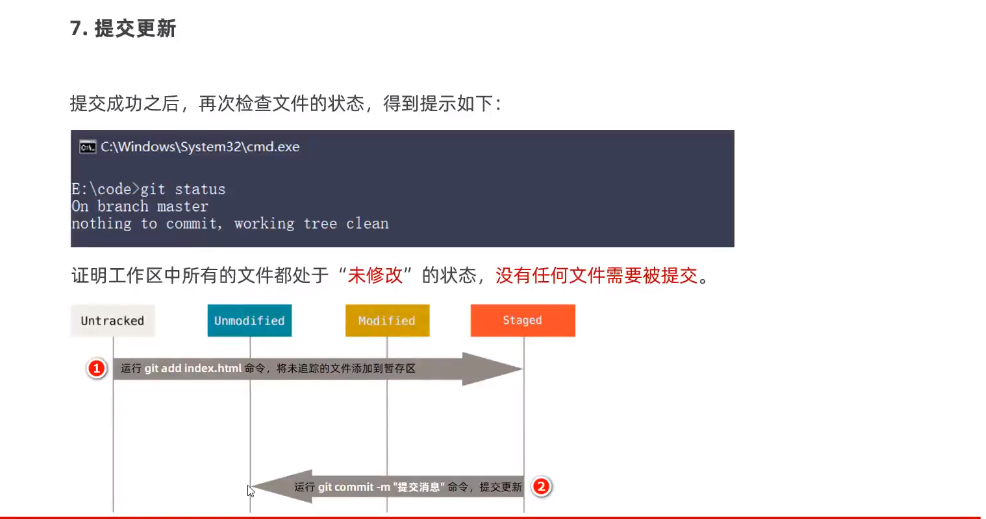 7. 提交更新
提交成功之后，再次检查文件的状态，得到提示如下：
C:\Windows\System32\cmd.exe
E:\code>git status
On branch master
nothing to commit, working tree clean
证明工作区中所有的文件都处于“未修改”的状态，没有任何文件需要被提交。
Untracked Unmodified Modified Staged
1 运行 git add index.html 命令，将未追踪的文件添加到暂存区
运行 git commit -m "提交消息" 命令，提交更新 2